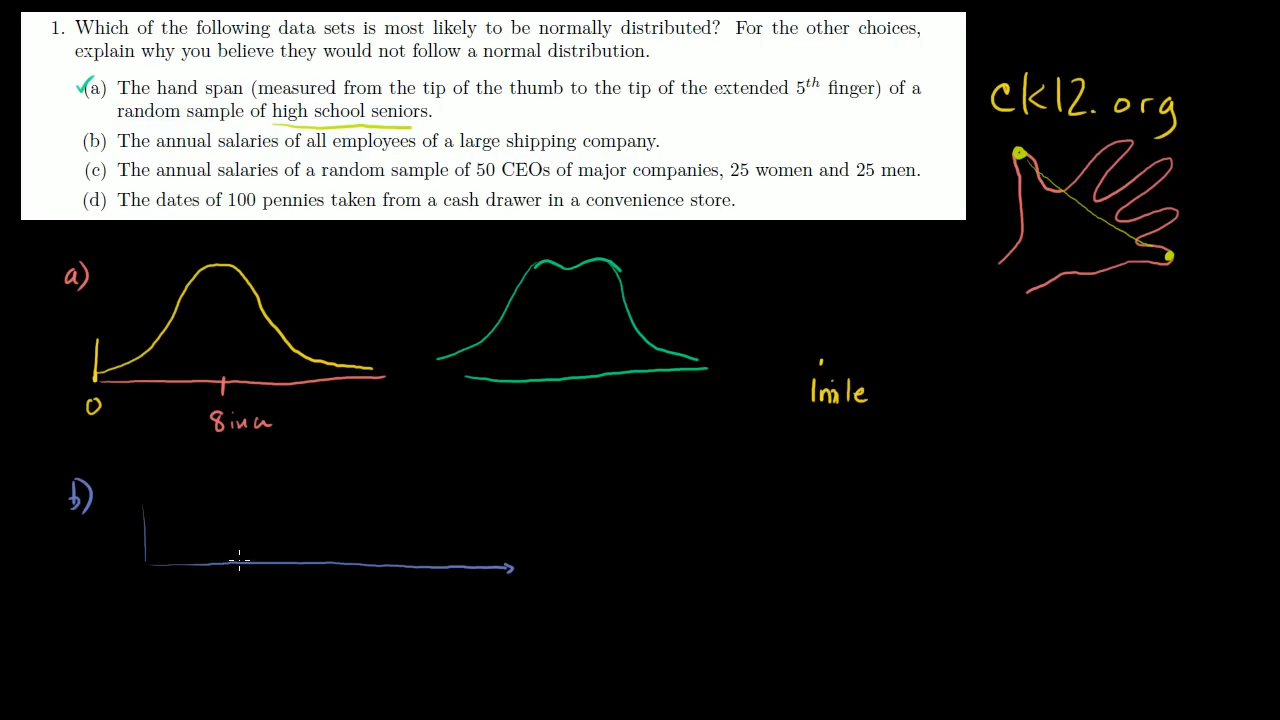 1. Which of the following data sets is most likely to be normally distributed? For the other choices,
explain why you believe they would not follow a normal distribution.
(a) The hand span (measured from the tip of the thumb to the tip of the extended 5th finger) of a
random sample of high school seniors.
(b) The annual salaries of all employees of a large shipping company.
(c) The annual salaries of a random sample of 50 CEOs of major companies, 25 women and 25 men.
(d) The dates of 100 pennies taken from a cash drawer in a convenience store.
ck12.org
a)
0
8 in
1 mile
b)